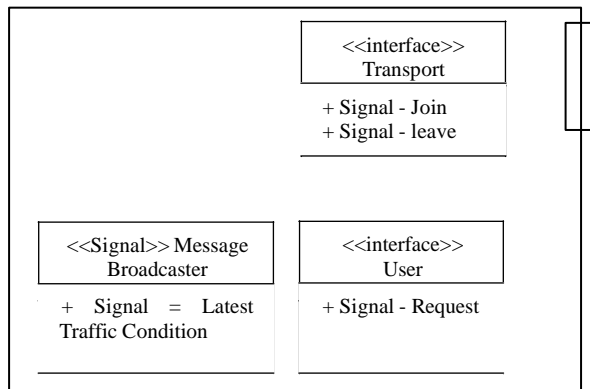 <<interface>>
Transport
+ Signal - Join
+ Signal - leave
<<Signal>> Message
Broadcaster
+ Signal = Latest
Traffic Condition
<<interface>>
User
+ Signal - Request